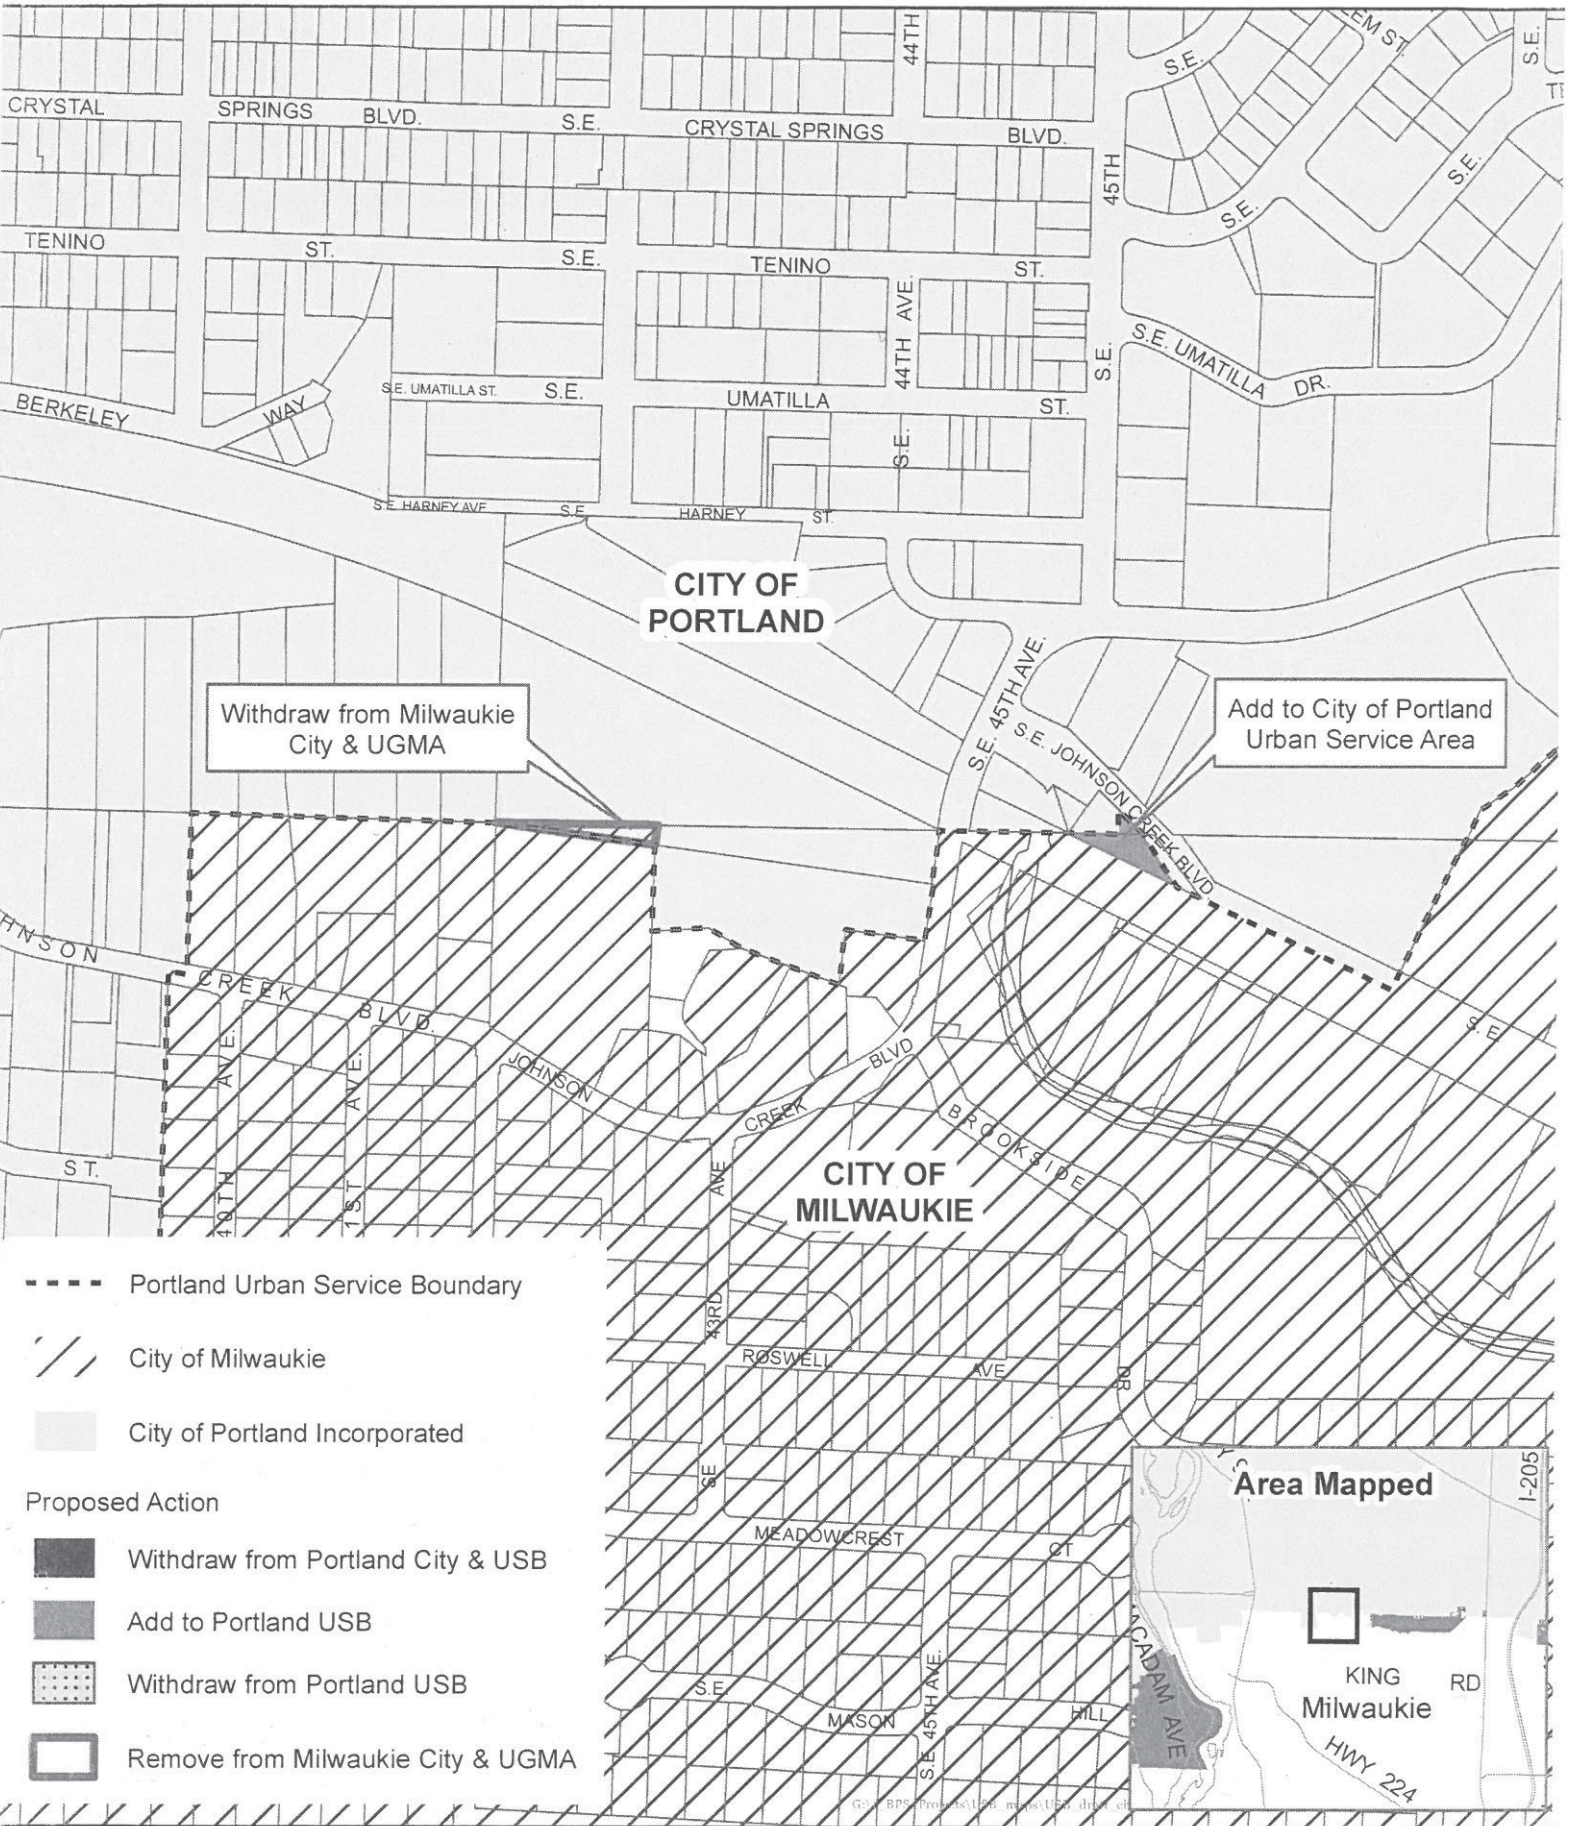 44TH
S.E.
S.E.
CRYSTAL SPRINGS BLVD. S.E. CRYSTAL SPRINGS BLVD.
45TH
S.E.
S.E.
TENINO ST. S.E. TENINO ST.
44TH AVE.
S.E.
S.E. UMATILLA DR.
BERKELEY WAY
S.E. UMATILLA ST. S.E. UMATILLA ST.
S.E.
S.E. HARNEY AVE S.E. HARNEY ST.
CITY OF
PORTLAND
S.E. 45TH AVE.
S.E. JOHNSON CREEK BLVD
Withdraw from Milwaukie
City & UGMA
Add to City of Portland
Urban Service Area
HNSON CREEK BLVD.
JOHNSON CREEK BLVD
S.E
AVE.
AVE.
40TH
1ST
ST.
BROOKSIDE
DR
CITY OF
MILWAUKIE
AVE
43RD
SE
ROSWELL AVE
MEADOWCREST CT
S.E. MASON HILL
S.E. 45TH AVE.
Portland Urban Service Boundary
City of Milwaukie
City of Portland Incorporated
Proposed Action
Withdraw from Portland City & USB
Add to Portland USB
Withdraw from Portland USB
Remove from Milwaukie City & UGMA
Area Mapped
I-205
KING RD
Milwaukie
ACADAM AVE
HWY 224